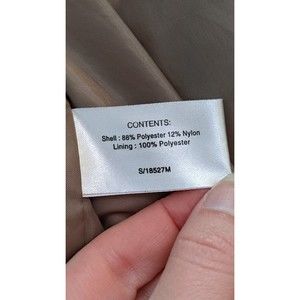 CONTENTS:
Shell : 88% Polyester 12% Nylon
Lining : 100% Polyester
S/18527M